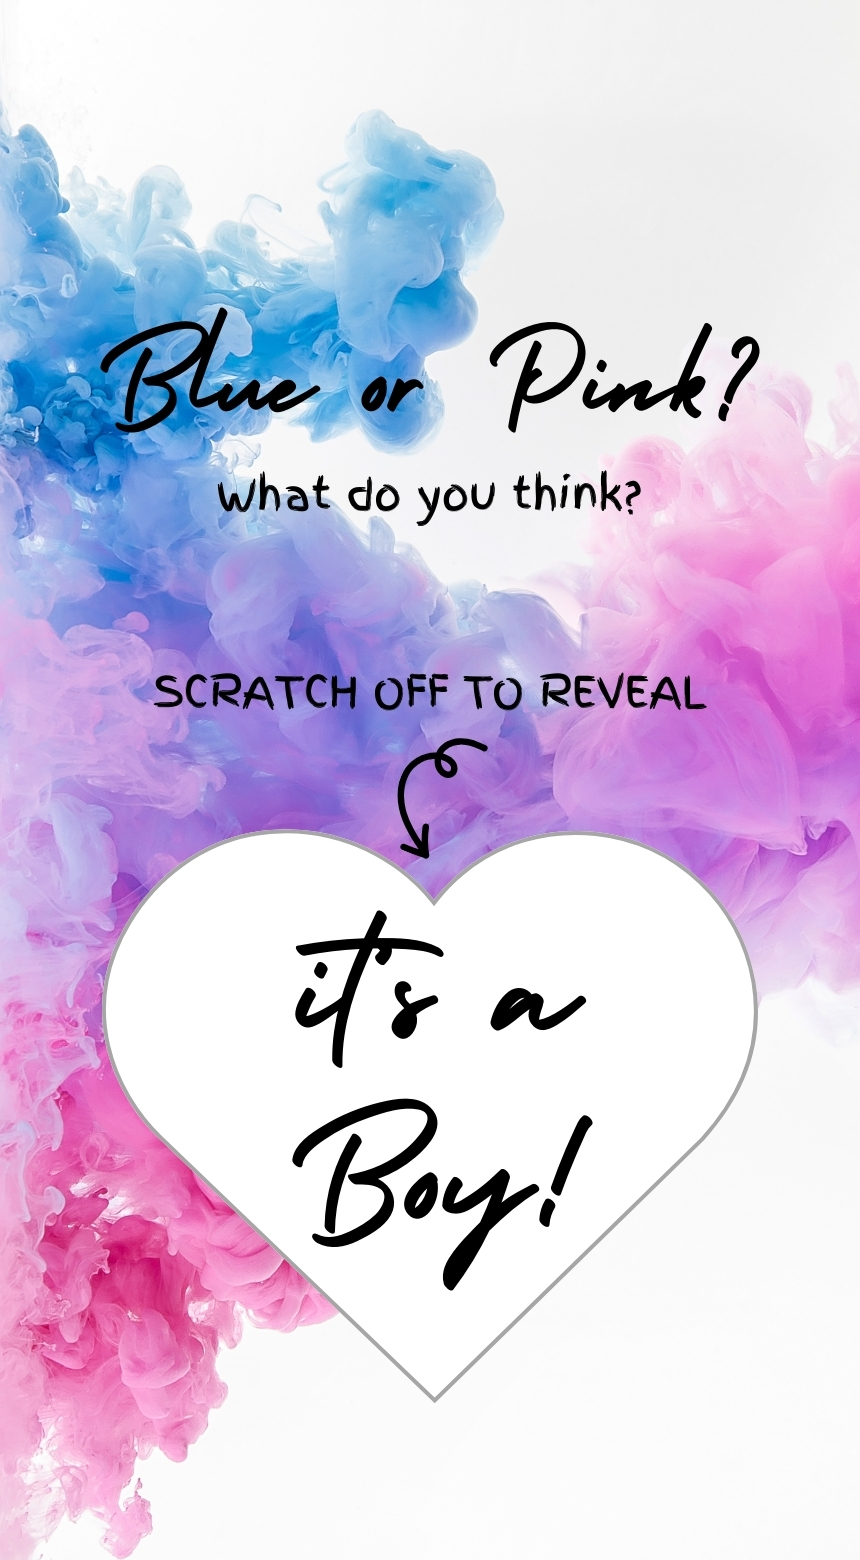 Blue or Pink?
What do you think?
SCRATCH OFF TO REVEAL
it's a
Boy!